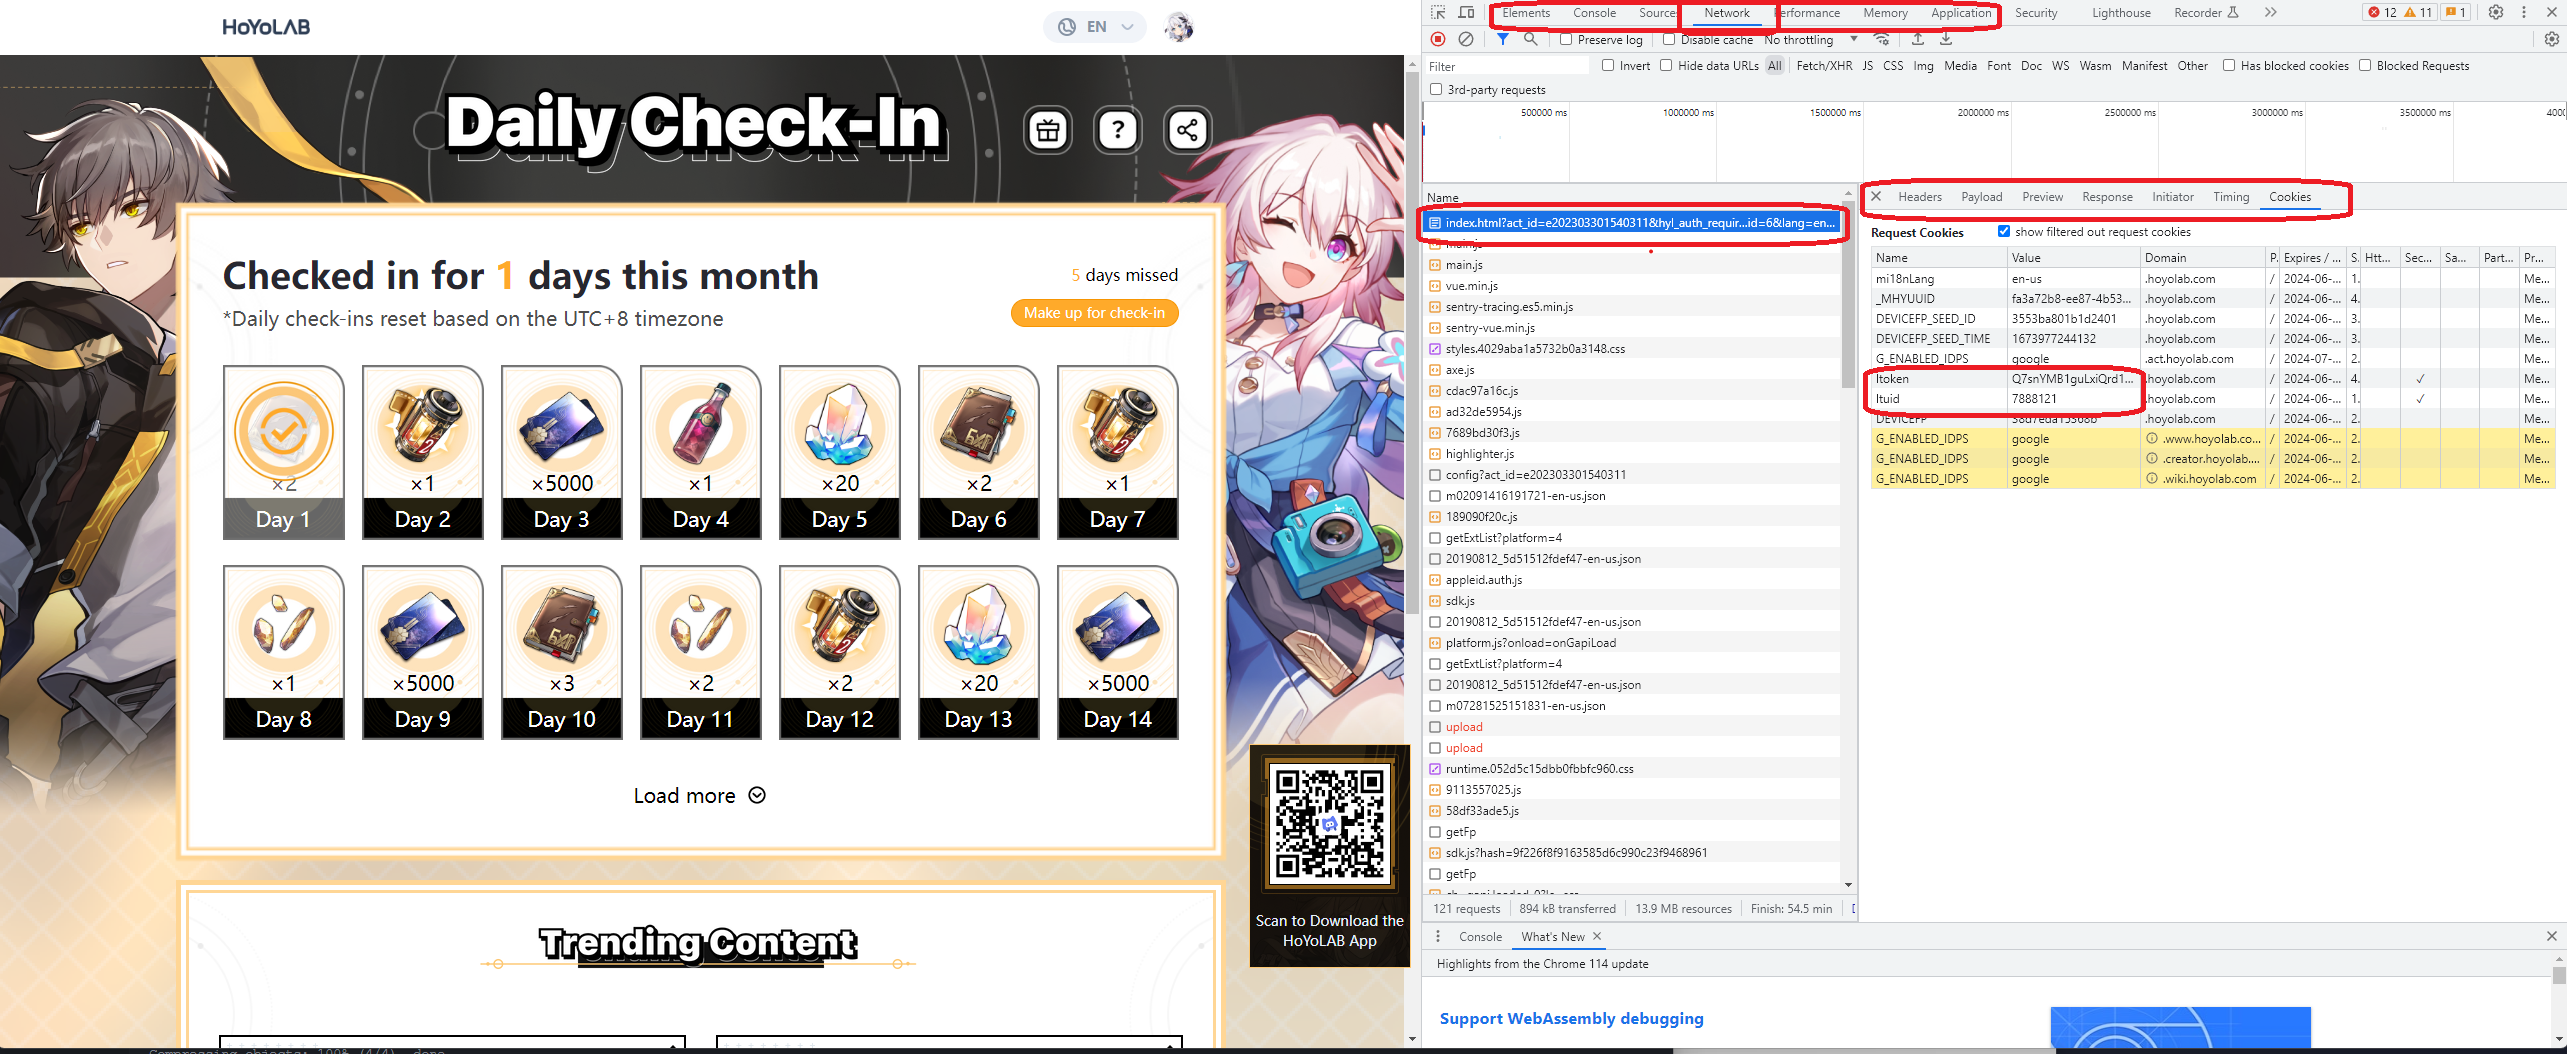 HoYoLAB
EN
Daily Check-In
?
Checked in for 1 days this month
5 days missed
*Daily check-ins reset based on the UTC+8 timezone
Make up for check-in
×2
×1
×5000
×1
×20
×2
×1
Day 1
Day 2
Day 3
Day 4
Day 5
Day 6
Day 7
×1
×5000
×3
×2
×2
×20
×5000
Day 8
Day 9
Day 10
Day 11
Day 12
Day 13
Day 14
Load more
Scan to Download the
HoYoLAB App
Trending Content
Elements Console Sources Network Performance Memory Application Security Lighthouse Recorder 12 11 1
Preserve log Disable cache No throttling
Filter Invert Hide data URLs All Fetch/XHR JS CSS Img Media Font Doc WS Wasm Manifest Other Has blocked cookies Blocked Requests
3rd-party requests
500000 ms 1000000 ms 1500000 ms 2000000 ms 2500000 ms 3000000 ms 3500000 ms
Name
index.html?act_id=e202303301540311&hyl_auth_requir...id=6&lang=en...
main.js
main.js
vue.min.js
sentry-tracing.es5.min.js
sentry-vue.min.js
styles.4029aba1a5732b0a3148.css
axe.js
cdac97a16c.js
ad32de5954.js
7689bd30f3.js
highlighter.js
config?act_id=e202303301540311
m02091416191721-en-us.json
189090f20c.js
getExtList?platform=4
20190812_5d51512fdef47-en-us.json
appleid.auth.js
sdk.js
20190812_5d51512fdef47-en-us.json
platform.js?onload=onGapiLoad
getExtList?platform=4
20190812_5d51512fdef47-en-us.json
m07281525151831-en-us.json
upload
upload
runtime.052d5c15dbb0fbbfc960.css
9113557025.js
58df33ade5.js
getFp
sdk.js?hash=9f226f8f9163585d6c990c23f9468961
getFp
121 requests 894 kB transferred 13.9 MB resources Finish: 54.5 min
Headers Payload Preview Response Initiator Timing Cookies
Request Cookies show filtered out request cookies
Name Value Domain P. Expires / ... S. Htt... Sec... Sa... Part... Pr...
mi18nLang en-us .hoyolab.com / 2024-06-... 1. Me...
_MHYUUID fa3a72b8-ee87-4b53... .hoyolab.com / 2024-06-... 4. Me...
DEVICEFP_SEED_ID 3553ba801b1d2401 .hoyolab.com / 2024-06-... 3. Me...
DEVICEFP_SEED_TIME 1673977244132 .hoyolab.com / 2024-06-... 3. Me...
G_ENABLED_IDPS google .act.hoyolab.com / 2024-07-... 2. Me...
ltoken Q7snYMB1guLxiQrd1... .hoyolab.com / 2024-06-... 4. ✓ Me...
ltuid 7888121 .hoyolab.com / 2024-06-... 1. ✓ Me...
DEVICEFP .hoyolab.com / 2024-06-... 2. Me...
G_ENABLED_IDPS google .www.hoyolab.co... / 2024-06-... 2. Me...
G_ENABLED_IDPS google .creator.hoyolab.... / 2024-06-... 2. Me...
G_ENABLED_IDPS google .wiki.hoyolab.com / 2024-06-... 2. Me...
Console What's New
Highlights from the Chrome 114 update
Support WebAssembly debugging